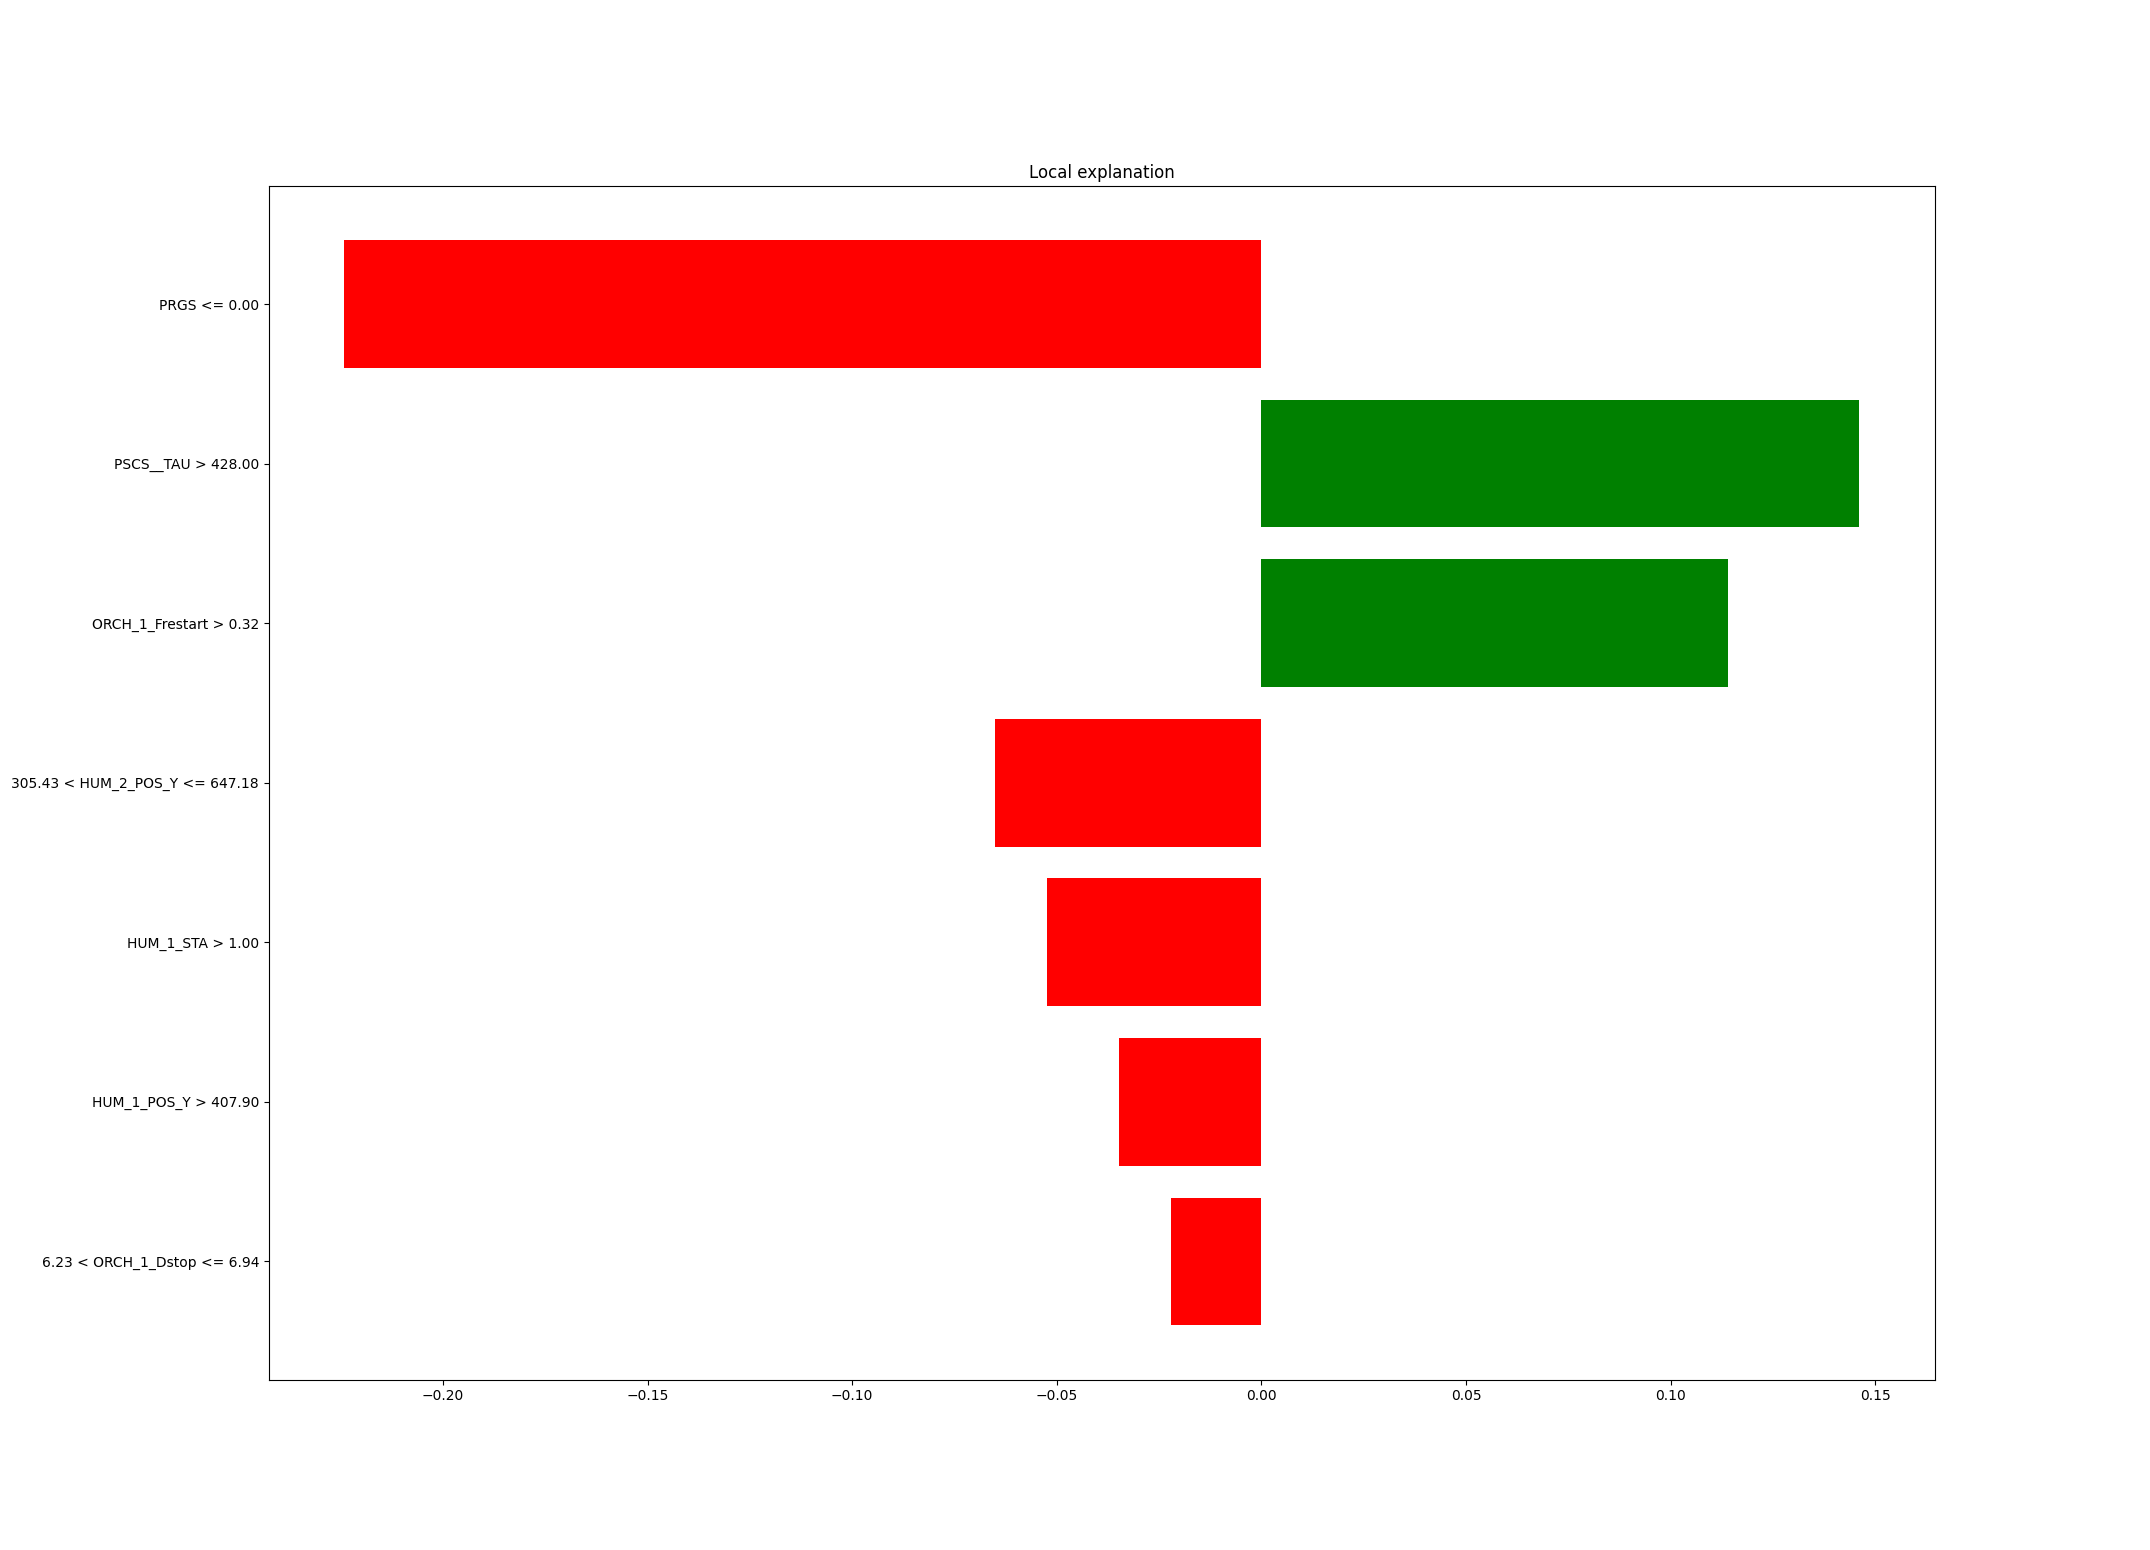 Local explanation
PRGS <= 0.00
PSCS__TAU > 428.00
ORCH_1_Frestart > 0.32
305.43 < HUM_2_POS_Y <= 647.18
HUM_1_STA > 1.00
HUM_1_POS_Y > 407.90
6.23 < ORCH_1_Dstop <= 6.94
−0.20 −0.15 −0.10 −0.05 0.00 0.05 0.10 0.15